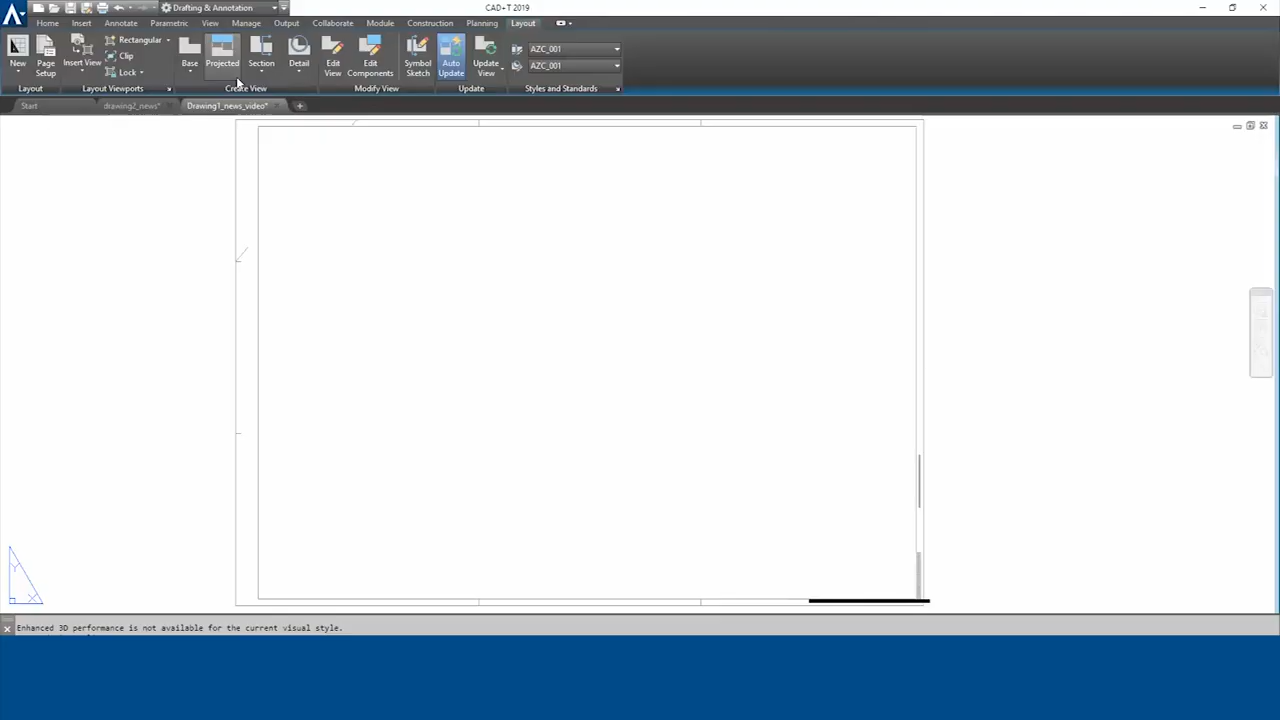 Drafting & Annotation
CAD+T 2019
Home Insert Annotate Parametric View Manage Output Collaborate Module Construction Planning Layout
New Page Setup Insert View Rectangular Clip Lock Base Projected Section Detail Edit View Edit Components Symbol Sketch Auto Update Update View AZC_001
AZC_001
Layout Layout Viewports Create View Modify View Update Styles and Standards
Start drawing2_news* Drawing1_news_video*
Y
X
Enhanced 3D performance is not available for the current visual style.